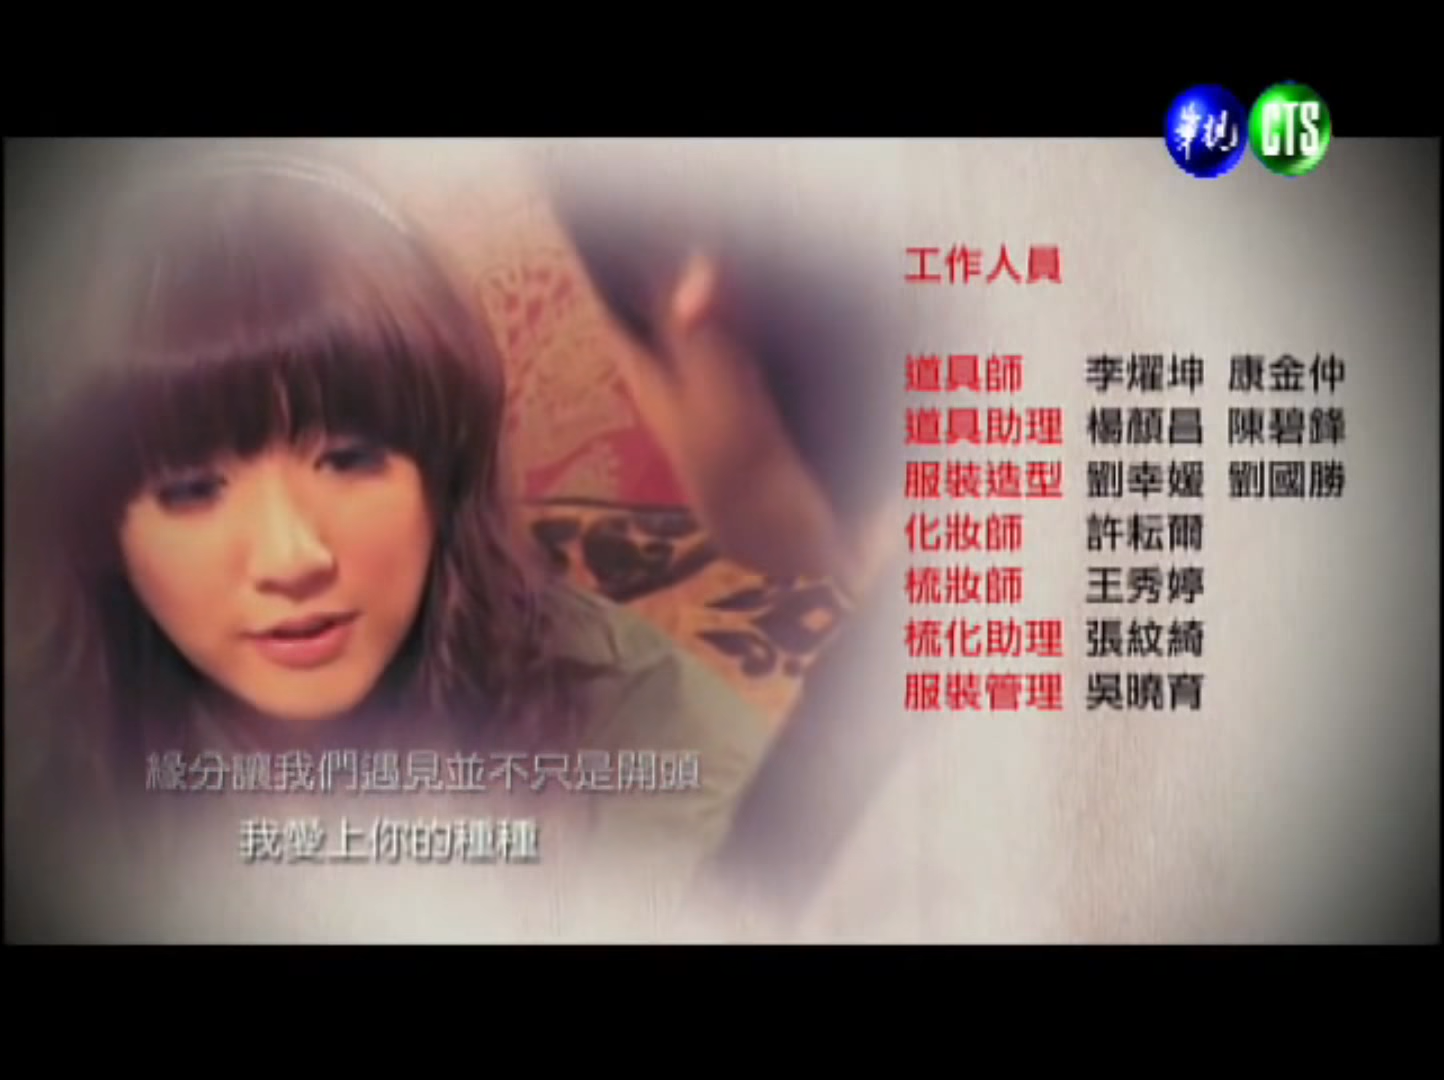 華視 CTS
工作人員
道具師 李燿坤 康金仲
道具助理 楊顏昌 陳碧鋒
服裝造型 劉幸媛 劉國勝
化妝師 許耘爾
梳妝師 王秀婷
梳化助理 張紋綺
服裝管理 吳曉育
緣分讓我們遇見並不只是開頭
我愛上你的種種